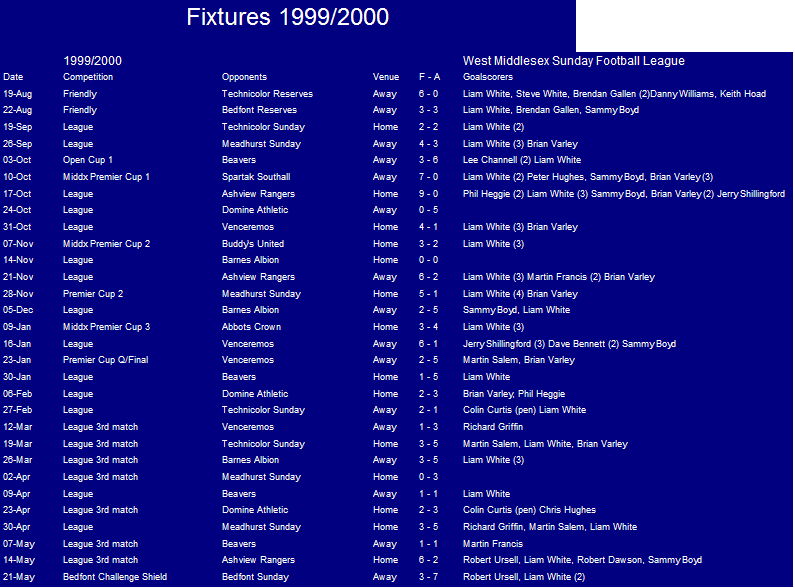 Fixtures 1999/2000
1999/2000 West Middlesex Sunday Football League
Date Competition Opponents Venue F - A Goalscorers
19-Aug Friendly Technicolor Reserves Away 6 - 0 Liam White, Steve White, Brendan Gallen (2)Danny Williams, Keith Hoad
22-Aug Friendly Bedfont Reserves Away 3 - 3 Liam White, Brendan Gallen, Sammy Boyd
19-Sep League Technicolor Sunday Home 2 - 2 Liam White (2)
26-Sep League Meadhurst Sunday Away 4 - 3 Liam White (3) Brian Varley
03-Oct Open Cup 1 Beavers Away 3 - 6 Lee Channell (2) Liam White
10-Oct Middx Premier Cup 1 Spartak Southall Away 7 - 0 Liam White (2) Peter Hughes, Sammy Boyd, Brian Varley (3)
17-Oct League Ashview Rangers Home 9 - 0 Phil Heggie (2) Liam White (3) Sammy Boyd, Brian Varley (2) Jerry Shillingford
24-Oct League Domine Athletic Away 0 - 5
31-Oct League Venceremos Home 4 - 1 Liam White (3) Brian Varley
07-Nov Middx Premier Cup 2 Buddy's United Home 3 - 2 Liam White (3)
14-Nov League Barnes Albion Home 0 - 0
21-Nov League Ashview Rangers Away 6 - 2 Liam White (3) Martin Francis (2) Brian Varley
28-Nov Premier Cup 2 Meadhurst Sunday Home 5 - 1 Liam White (4) Brian Varley
05-Dec League Barnes Albion Away 2 - 5 Sammy Boyd, Liam White
09-Jan Middx Premier Cup 3 Abbots Crown Home 3 - 4 Liam White (3)
16-Jan League Venceremos Away 6 - 1 Jerry Shillingford (3) Dave Bennett (2) Sammy Boyd
23-Jan Premier Cup Q/Final Venceremos Away 2 - 5 Martin Salem, Brian Varley
30-Jan League Beavers Home 1 - 5 Liam White
06-Feb League Domine Athletic Home 2 - 3 Brian Varley, Phil Heggie
27-Feb League Technicolor Sunday Away 2 - 1 Colin Curtis (pen) Liam White
12-Mar League 3rd match Venceremos Away 1 - 3 Richard Griffin
19-Mar League 3rd match Technicolor Sunday Home 3 - 5 Martin Salem, Liam White, Brian Varley
26-Mar League 3rd match Barnes Albion Away 3 - 5 Liam White (3)
02-Apr League 3rd match Meadhurst Sunday Home 0 - 3
09-Apr League Beavers Away 1 - 1 Liam White
23-Apr League 3rd match Domine Athletic Home 2 - 3 Colin Curtis (pen) Chris Hughes
30-Apr League Meadhurst Sunday Home 3 - 5 Richard Griffin, Martin Salem, Liam White
07-May League 3rd match Beavers Away 1 - 1 Martin Francis
14-May League 3rd match Ashview Rangers Home 6 - 2 Robert Ursell, Liam White, Robert Dawson, Sammy Boyd
21-May Bedfont Challenge Shield Bedfont Sunday Away 3 - 7 Robert Ursell, Liam White (2)